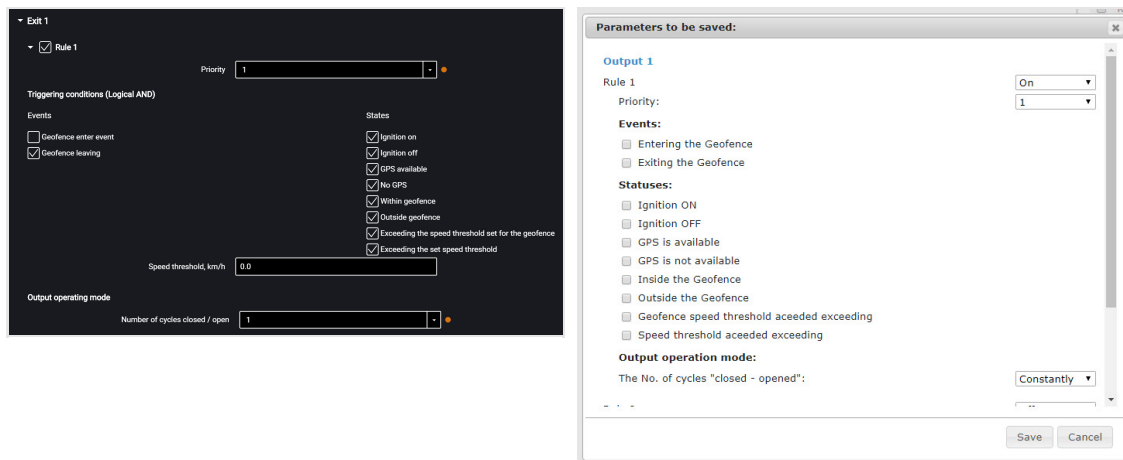 Exit 1
Rule 1
Priority 1
Triggering conditions (Logical AND)
Events States
Geofence enter event Ignition on
Geofence leaving Ignition off
GPS available
No GPS
Within geofence
Outside geofence
Exceeding the speed threshold set for the geofence
Exceeding the set speed threshold
Speed threshold, km/h 0.0
Output operating mode
Number of cycles closed / open 1
Parameters to be saved:
Output 1
Rule 1 On
Priority: 1
Events:
Entering the Geofence
Exiting the Geofence
Statuses:
Ignition ON
Ignition OFF
GPS is available
GPS is not available
Inside the Geofence
Outside the Geofence
Geofence speed threshold aceeded exceeding
Speed threshold aceeded exceeding
Output operation mode:
The No. of cycles "closed - opened": Constantly
Save Cancel